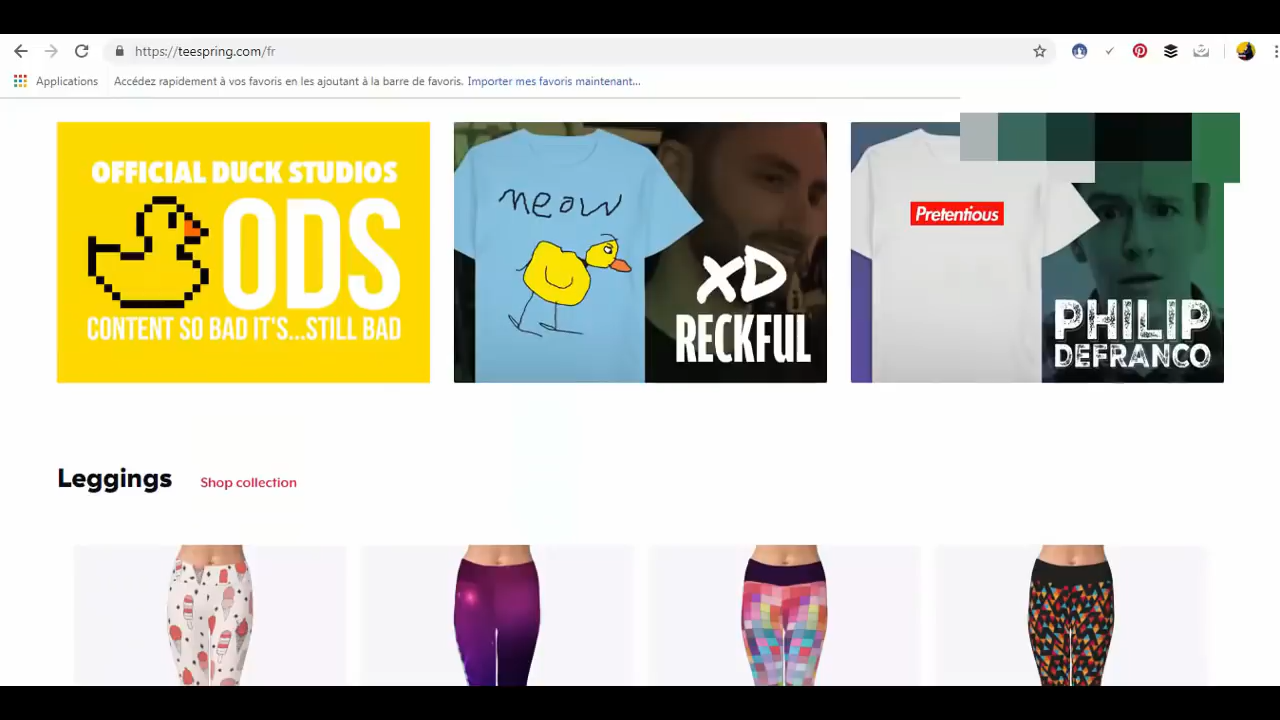 https://teespring.com/fr
Applications
Accédez rapidement à vos favoris en les ajoutant à la barre de favoris. Importer mes favoris maintenant...
OFFICIAL DUCK STUDIOS
ODS
CONTENT SO BAD IT'S...STILL BAD
meow
XD
RECKFUL
Pretentious
PHILIP
DEFRANCO
Leggings
Shop collection